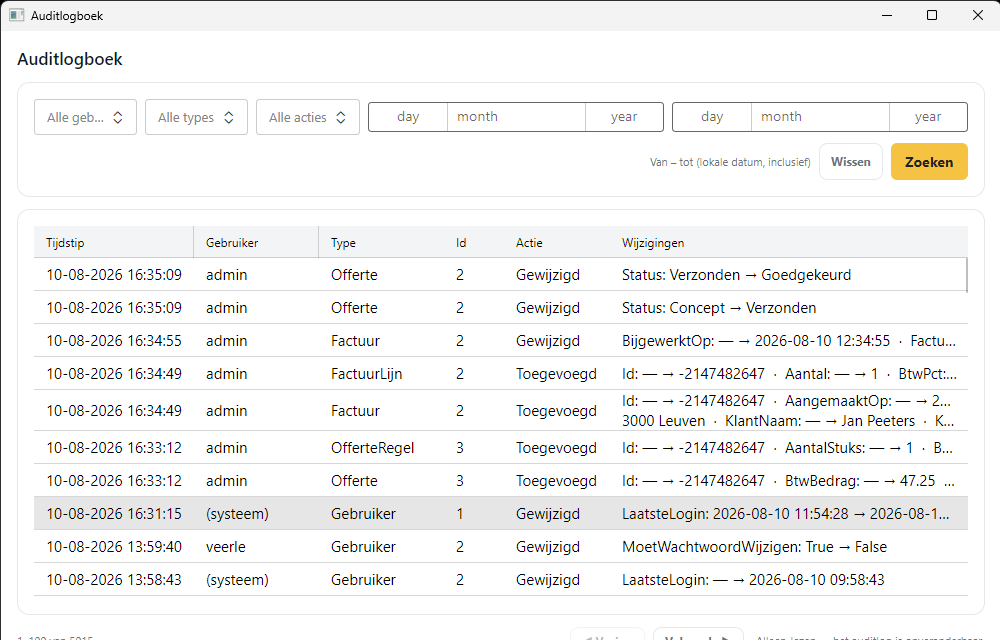 Auditlogboek
Auditlogboek
Alle geb... Alle types Alle acties day month year day month year
Van – tot (lokale datum, inclusief) Wissen Zoeken
Tijdstip Gebruiker Type Id Actie Wijzigingen
10-08-2026 16:35:09 admin Offerte 2 Gewijzigd Status: Verzonden → Goedgekeurd
10-08-2026 16:35:09 admin Offerte 2 Gewijzigd Status: Concept → Verzonden
10-08-2026 16:34:55 admin Factuur 2 Gewijzigd BijgewerktOp: — → 2026-08-10 12:34:55 · Factu...
10-08-2026 16:34:49 admin FactuurLijn 2 Toegevoegd Id: — → -2147482647 · Aantal: — → 1 · BtwPct:...
10-08-2026 16:34:49 admin Factuur 2 Toegevoegd Id: — → -2147482647 · AangemaaktOp: — → 2...
3000 Leuven · KlantNaam: — → Jan Peeters · K...
10-08-2026 16:33:12 admin OfferteRegel 3 Toegevoegd Id: — → -2147482647 · AantalStuks: — → 1 · B...
10-08-2026 16:33:12 admin Offerte 3 Toegevoegd Id: — → -2147482647 · BtwBedrag: — → 47.25 ...
10-08-2026 16:31:15 (systeem) Gebruiker 1 Gewijzigd LaatsteLogin: 2026-08-10 11:54:28 → 2026-08-1...
10-08-2026 13:59:40 veerle Gebruiker 2 Gewijzigd MoetWachtwoordWijzigen: True → False
10-08-2026 13:58:43 (systeem) Gebruiker 2 Gewijzigd LaatsteLogin: — → 2026-08-10 09:58:43